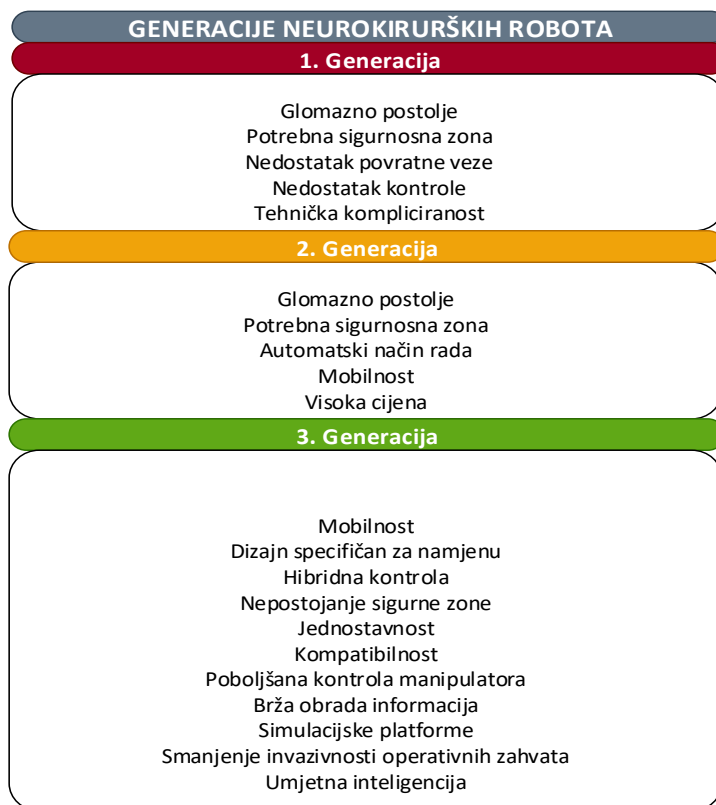 GENERACIJE NEUROKIRURŠKIH ROBOTA
1. Generacija
Glomazno postolje
Potrebna sigurnosna zona
Nedostatak povratne veze
Nedostatak kontrole
Tehnička kompliciranost
2. Generacija
Glomazno postolje
Potrebna sigurnosna zona
Automatski način rada
Mobilnost
Visoka cijena
3. Generacija
Mobilnost
Dizajn specifičan za namjenu
Hibridna kontrola
Nepostojanje sigurne zone
Jednostavnost
Kompatibilnost
Poboljšana kontrola manipulatora
Brža obrada informacija
Simulacijske platforme
Smanjenje invazivnosti operativnih zahvata
Umjetna inteligencija